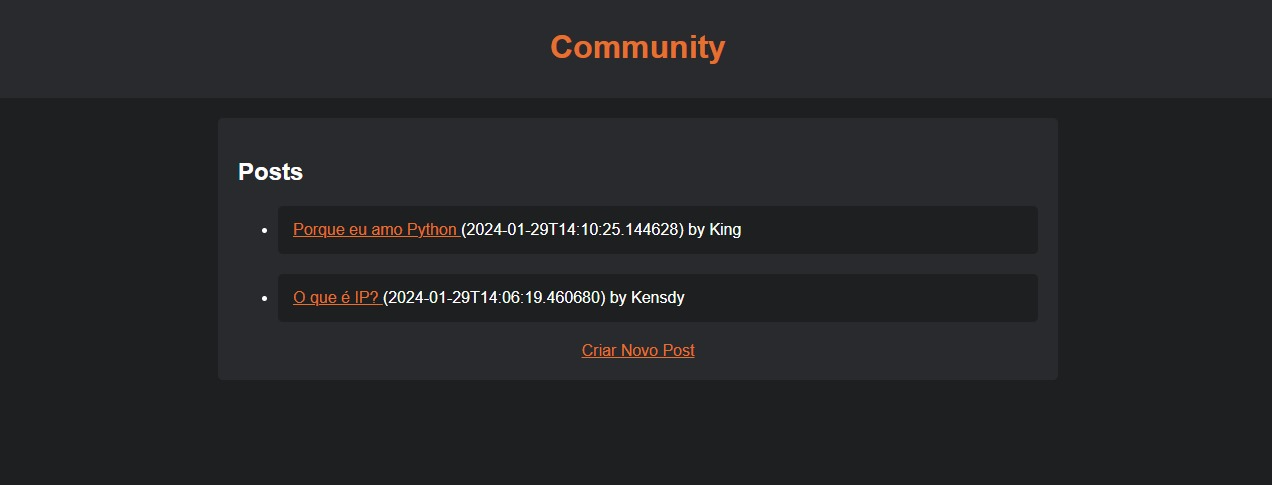 Community
Posts
Porque eu amo Python (2024-01-29T14:10:25.144628) by King
O que é IP? (2024-01-29T14:06:19.460680) by Kensdy
Criar Novo Post